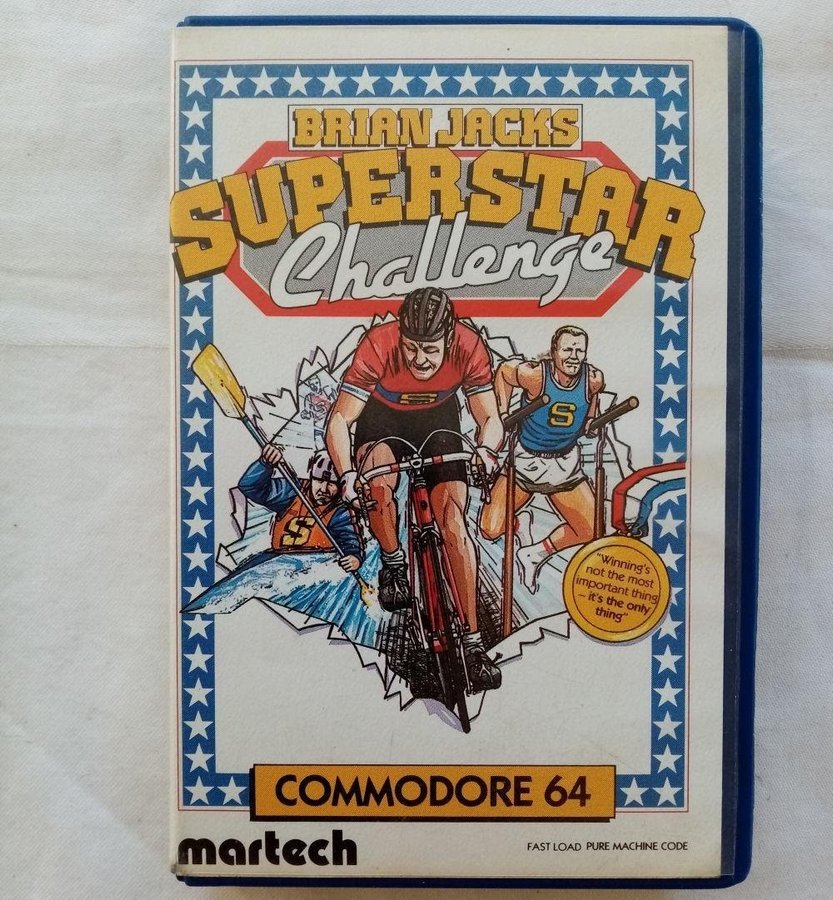 BRIAN JACKS
SUPERSTAR
Challenge
S
S
S
"Winning's
not the most
important thing
– it's the only
thing"
COMMODORE 64
martech
FAST LOAD PURE MACHINE CODE